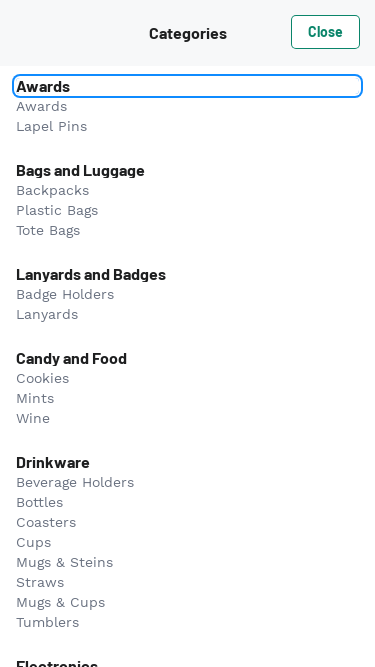 Categories
Close
Awards
Awards
Lapel Pins
Bags and Luggage
Backpacks
Plastic Bags
Tote Bags
Lanyards and Badges
Badge Holders
Lanyards
Candy and Food
Cookies
Mints
Wine
Drinkware
Beverage Holders
Bottles
Coasters
Cups
Mugs & Steins
Straws
Mugs & Cups
Tumblers
Electronics